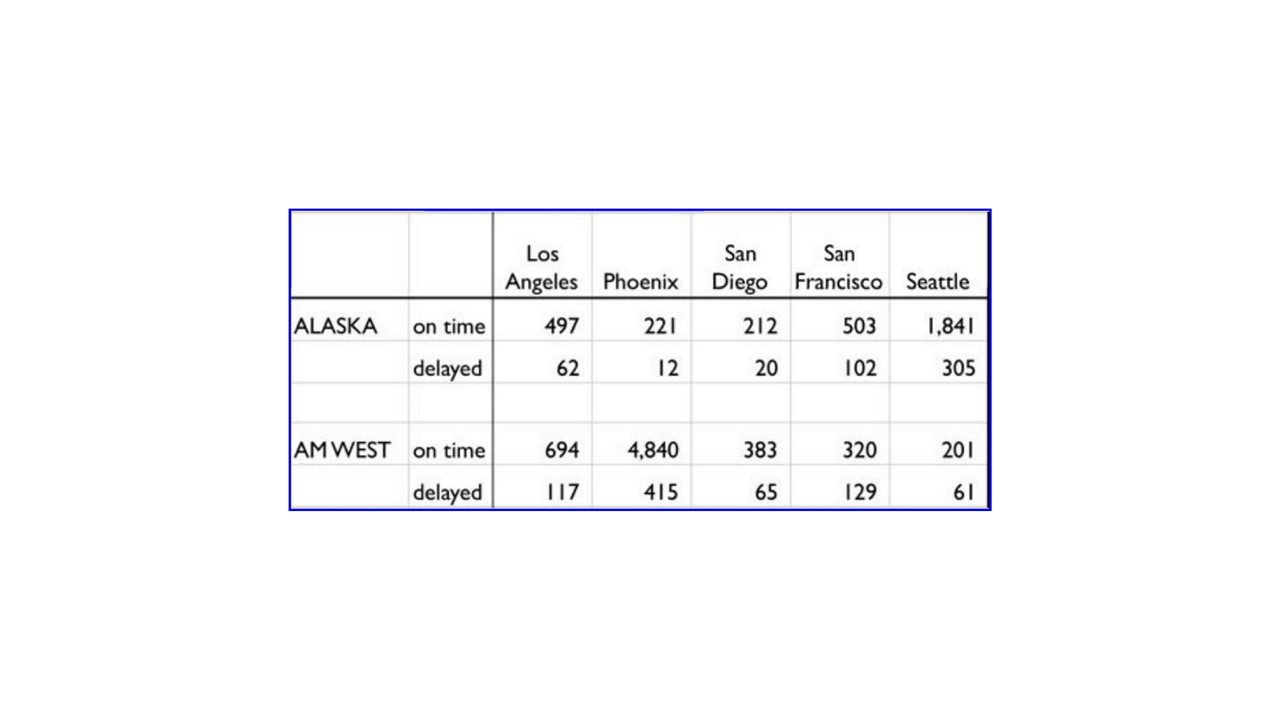 Los Angeles Phoenix San Diego San Francisco Seattle
ALASKA on time 497 221 212 503 1,841
delayed 62 12 20 102 305
AM WEST on time 694 4,840 383 320 201
delayed 117 415 65 129 61